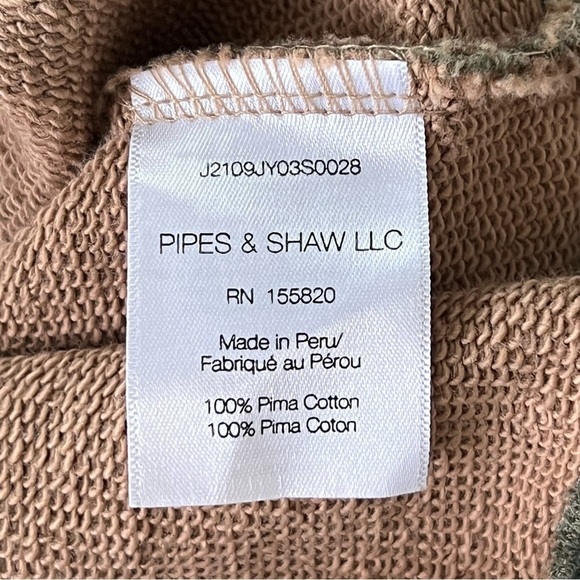 J2109JY03S0028
PIPES & SHAW LLC
RN 155820
Made in Peru/
Fabriqué au Pérou
100% Pima Cotton
100% Pima Coton